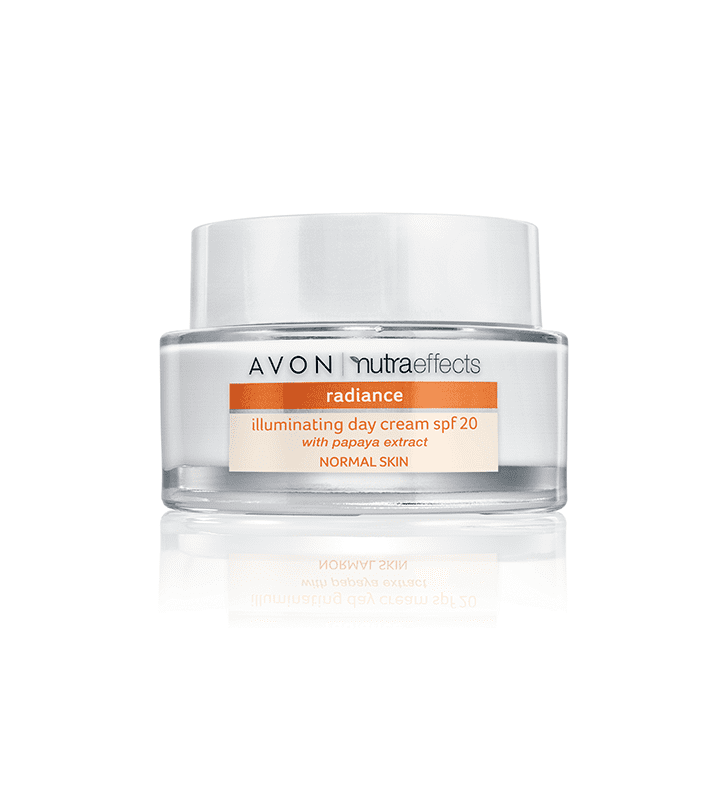 AVON | nutraeffects
radiance
illuminating day cream spf 20
with papaya extract
NORMAL SKIN